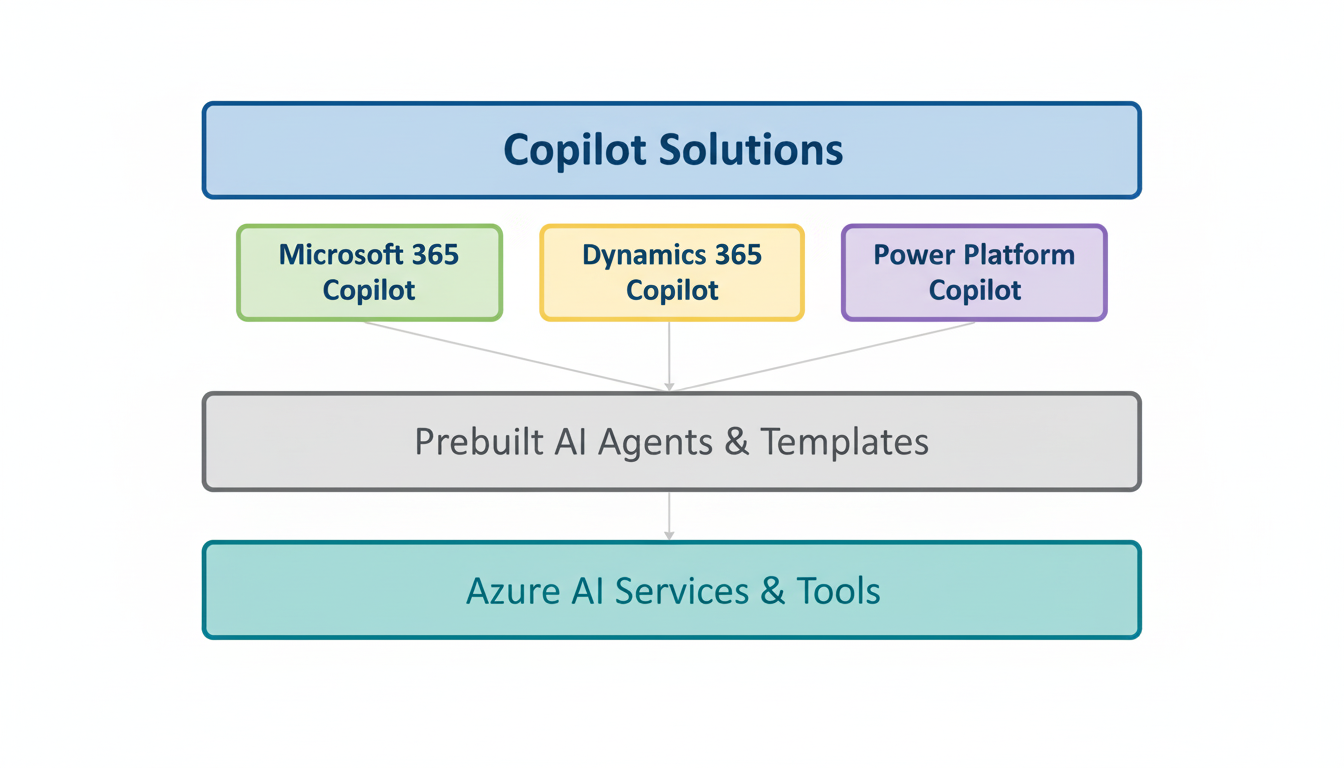 Copilot Solutions
Microsoft 365
Copilot
Dynamics 365
Copilot
Power Platform
Copilot
Prebuilt AI Agents & Templates
Azure AI Services & Tools